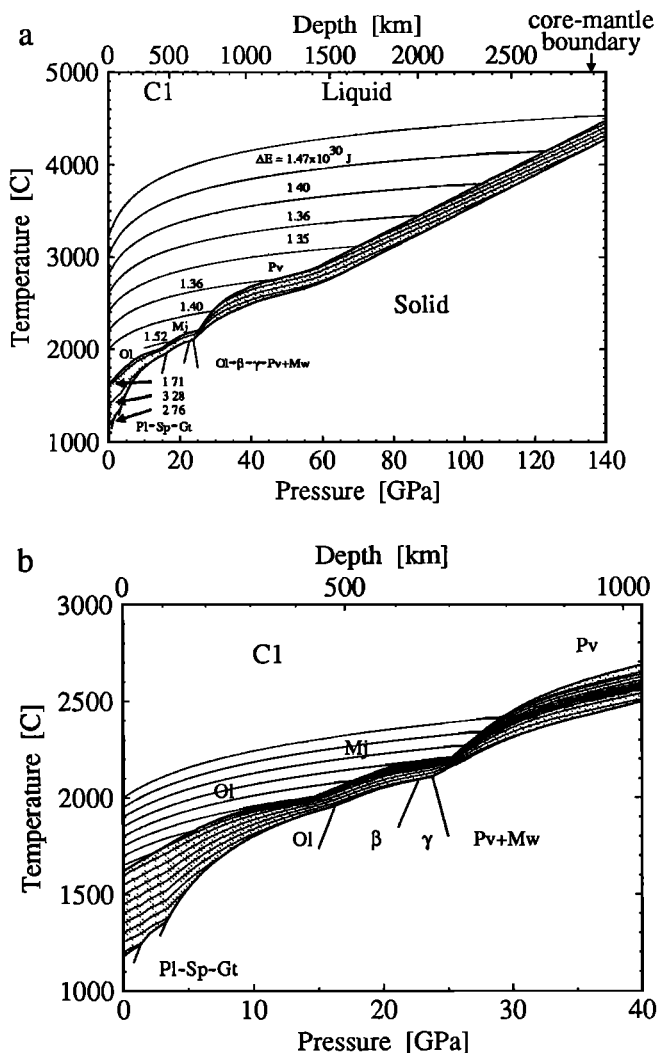 a
Depth [km]
core-mantle
boundary
0 500 1000 1500 2000 2500
5000
4000
3000
2000
1000
Temperature [C]
C1
Liquid
ΔE = 1.47x10³⁰ J
1 40
1.36
1 35
Pv
1.36
1.40
Mj
Solid
1.52
Ol
Ol-β-γ-Pv+Mw
1 71
3 28
2 76
Pl-Sp-Gt
0 20 40 60 80 100 120 140
Pressure [GPa]
b
Depth [km]
0 500 1000
3000
2500
2000
1500
1000
Temperature [C]
C1
Pv
Mj
Ol
Ol β γ Pv+Mw
Pl-Sp-Gt
0 10 20 30 40
Pressure [GPa]